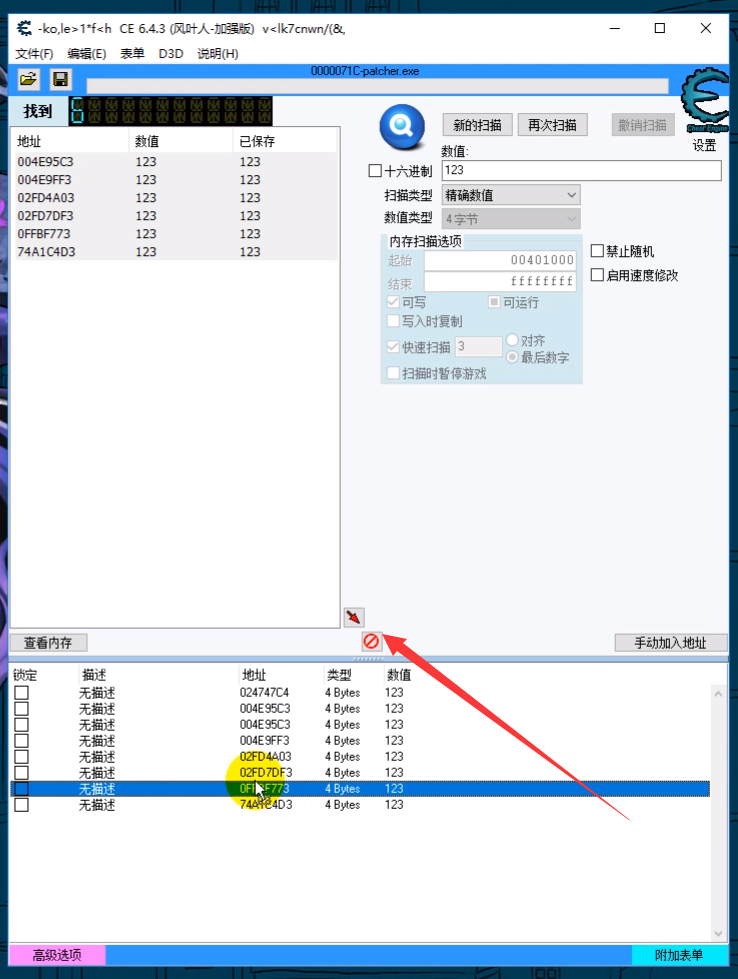 -ko,le>1*f<h CE 6.4.3 (风叶人-加强版) v<lk7cnwn/(&,
文件(F) 编辑(E) 表单 D3D 说明(H)
0000071C-patcher.exe
找到 6
Cheat Engine
新的扫描 再次扫描 撤消扫描
设置
地址 数值 已保存
004E95C3 123 123
004E9FF3 123 123
02FD4A03 123 123
02FD7DF3 123 123
0FFBF773 123 123
74A1C4D3 123 123
数值:
十六进制 123
扫描类型 精确数值
数值类型 4字节
内存扫描选项
起始 00401000
结束 ffffffff
可写 可运行
写入时复制
快速扫描 3 对齐
最后数字
扫描时暂停游戏
禁止随机
启用速度修改
查看内存 手动加入地址
锁定 描述 地址 类型 数值
无描述 024747C4 4 Bytes 123
无描述 004E95C3 4 Bytes 123
无描述 004E95C3 4 Bytes 123
无描述 004E9FF3 4 Bytes 123
无描述 02FD4A03 4 Bytes 123
无描述 02FD7DF3 4 Bytes 123
无描述 0FFBF773 4 Bytes 123
无描述 74A1C4D3 4 Bytes 123
高级选项 附加表单